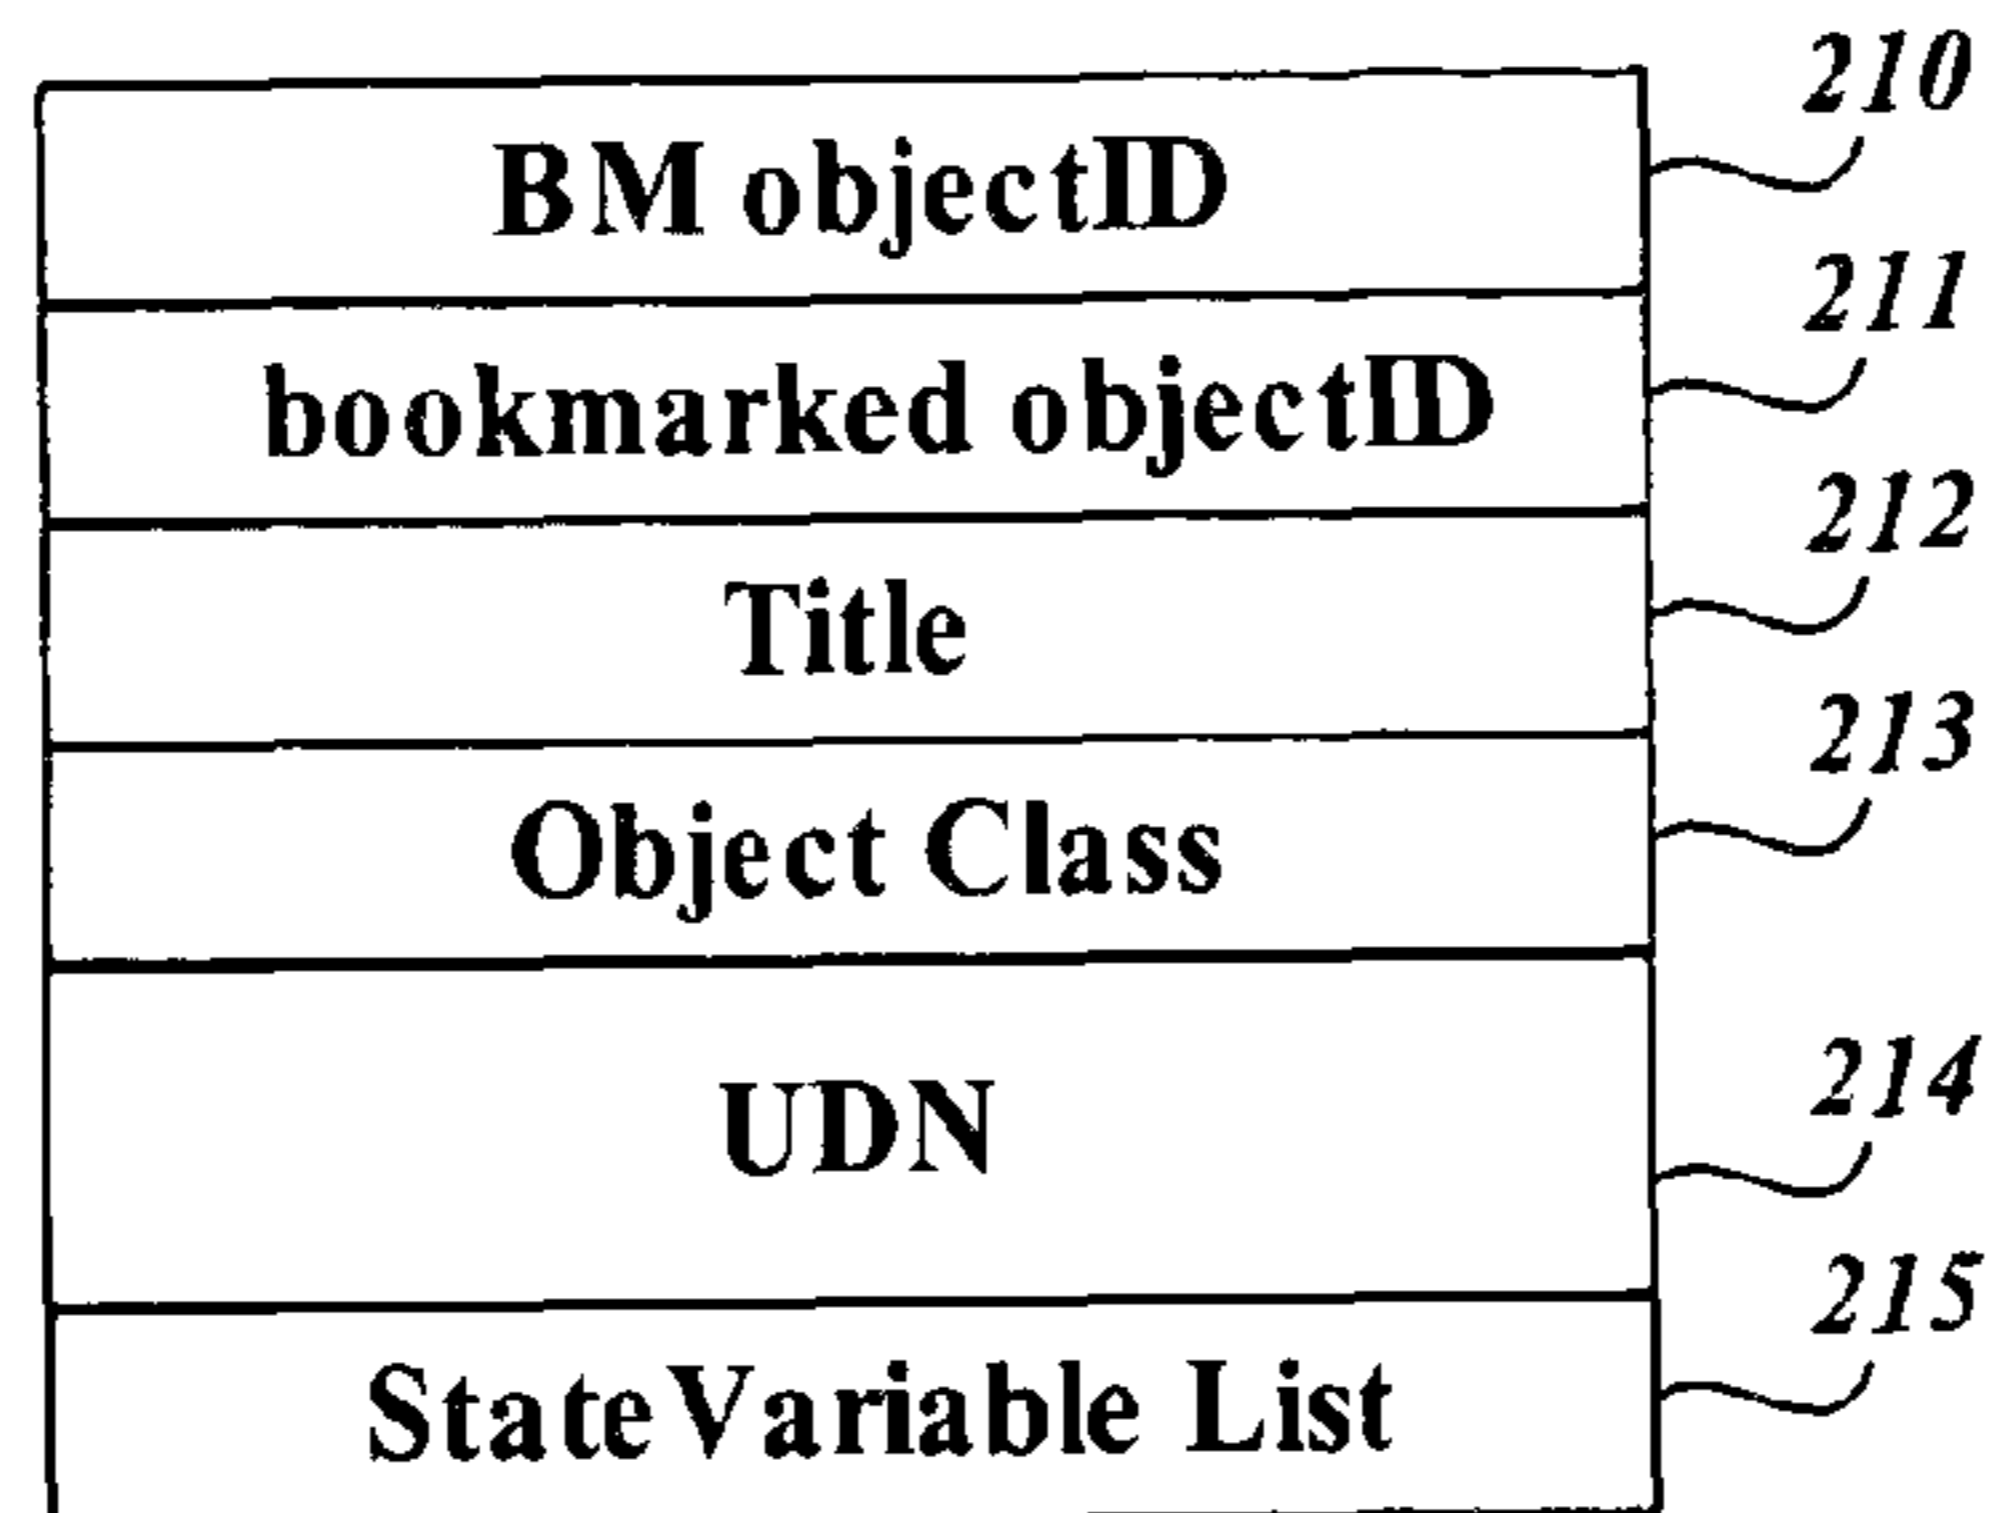 210
BM objectID
211
bookmarked objectID
212
Title
213
Object Class
214
UDN
215
StateVariable List